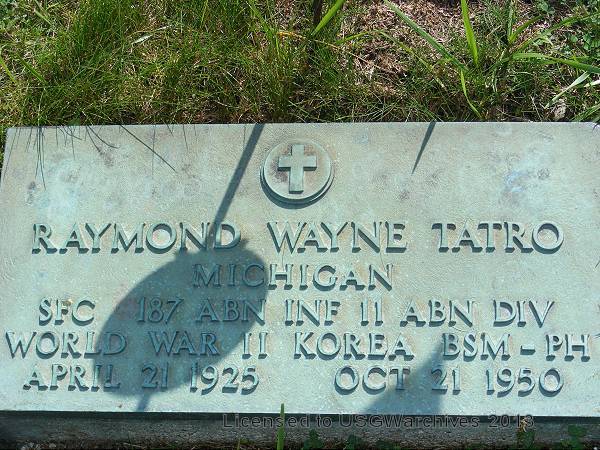 RAYMOND WAYNE TATRO
MICHIGAN
SFC 187 ABN INF 11 ABN DIV
WORLD WAR II KOREA BSM-PH
APRIL 21 1925 OCT 21 1950
Licensed to USGWarchives 2013